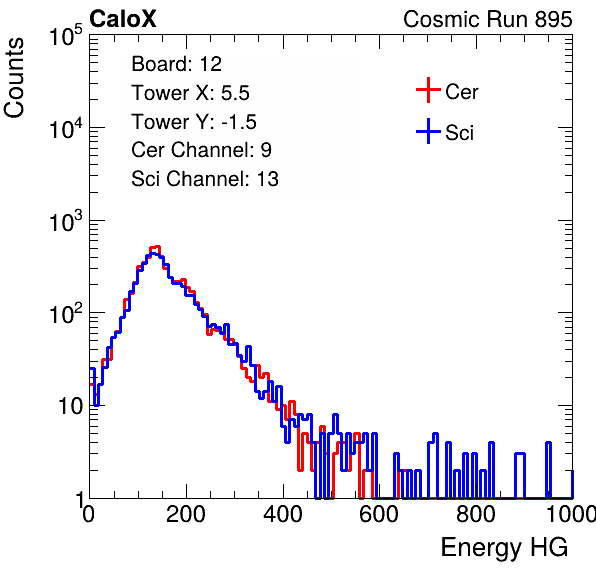 CaloX Cosmic Run 895
Counts
10^5
10^4
10^3
10^2
10
1
Board: 12
Tower X: 5.5
Tower Y: -1.5
Cer Channel: 9
Sci Channel: 13
Cer
Sci
0 200 400 600 800 1000
Energy HG